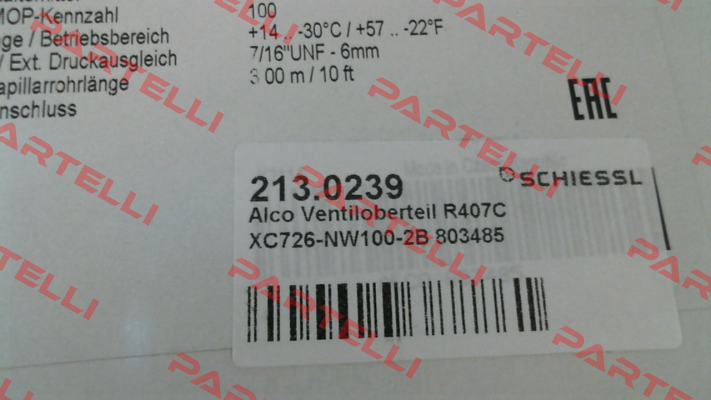 MOP-Kennzahl 100
/ Betriebsbereich +14 .. -30°C / +57 .. -22°F
/ Ext. Druckausgleich 7/16"UNF - 6mm
apillarrohrlänge 3 00 m / 10 ft
nschluss
EAC
213.0239 SCHIESSL
Alco Ventiloberteil R407C
XC726-NW100-2B 803485
PARTELLI
PARTELLI
PARTELLI
PARTELLI
PARTELLI
PARTELLI